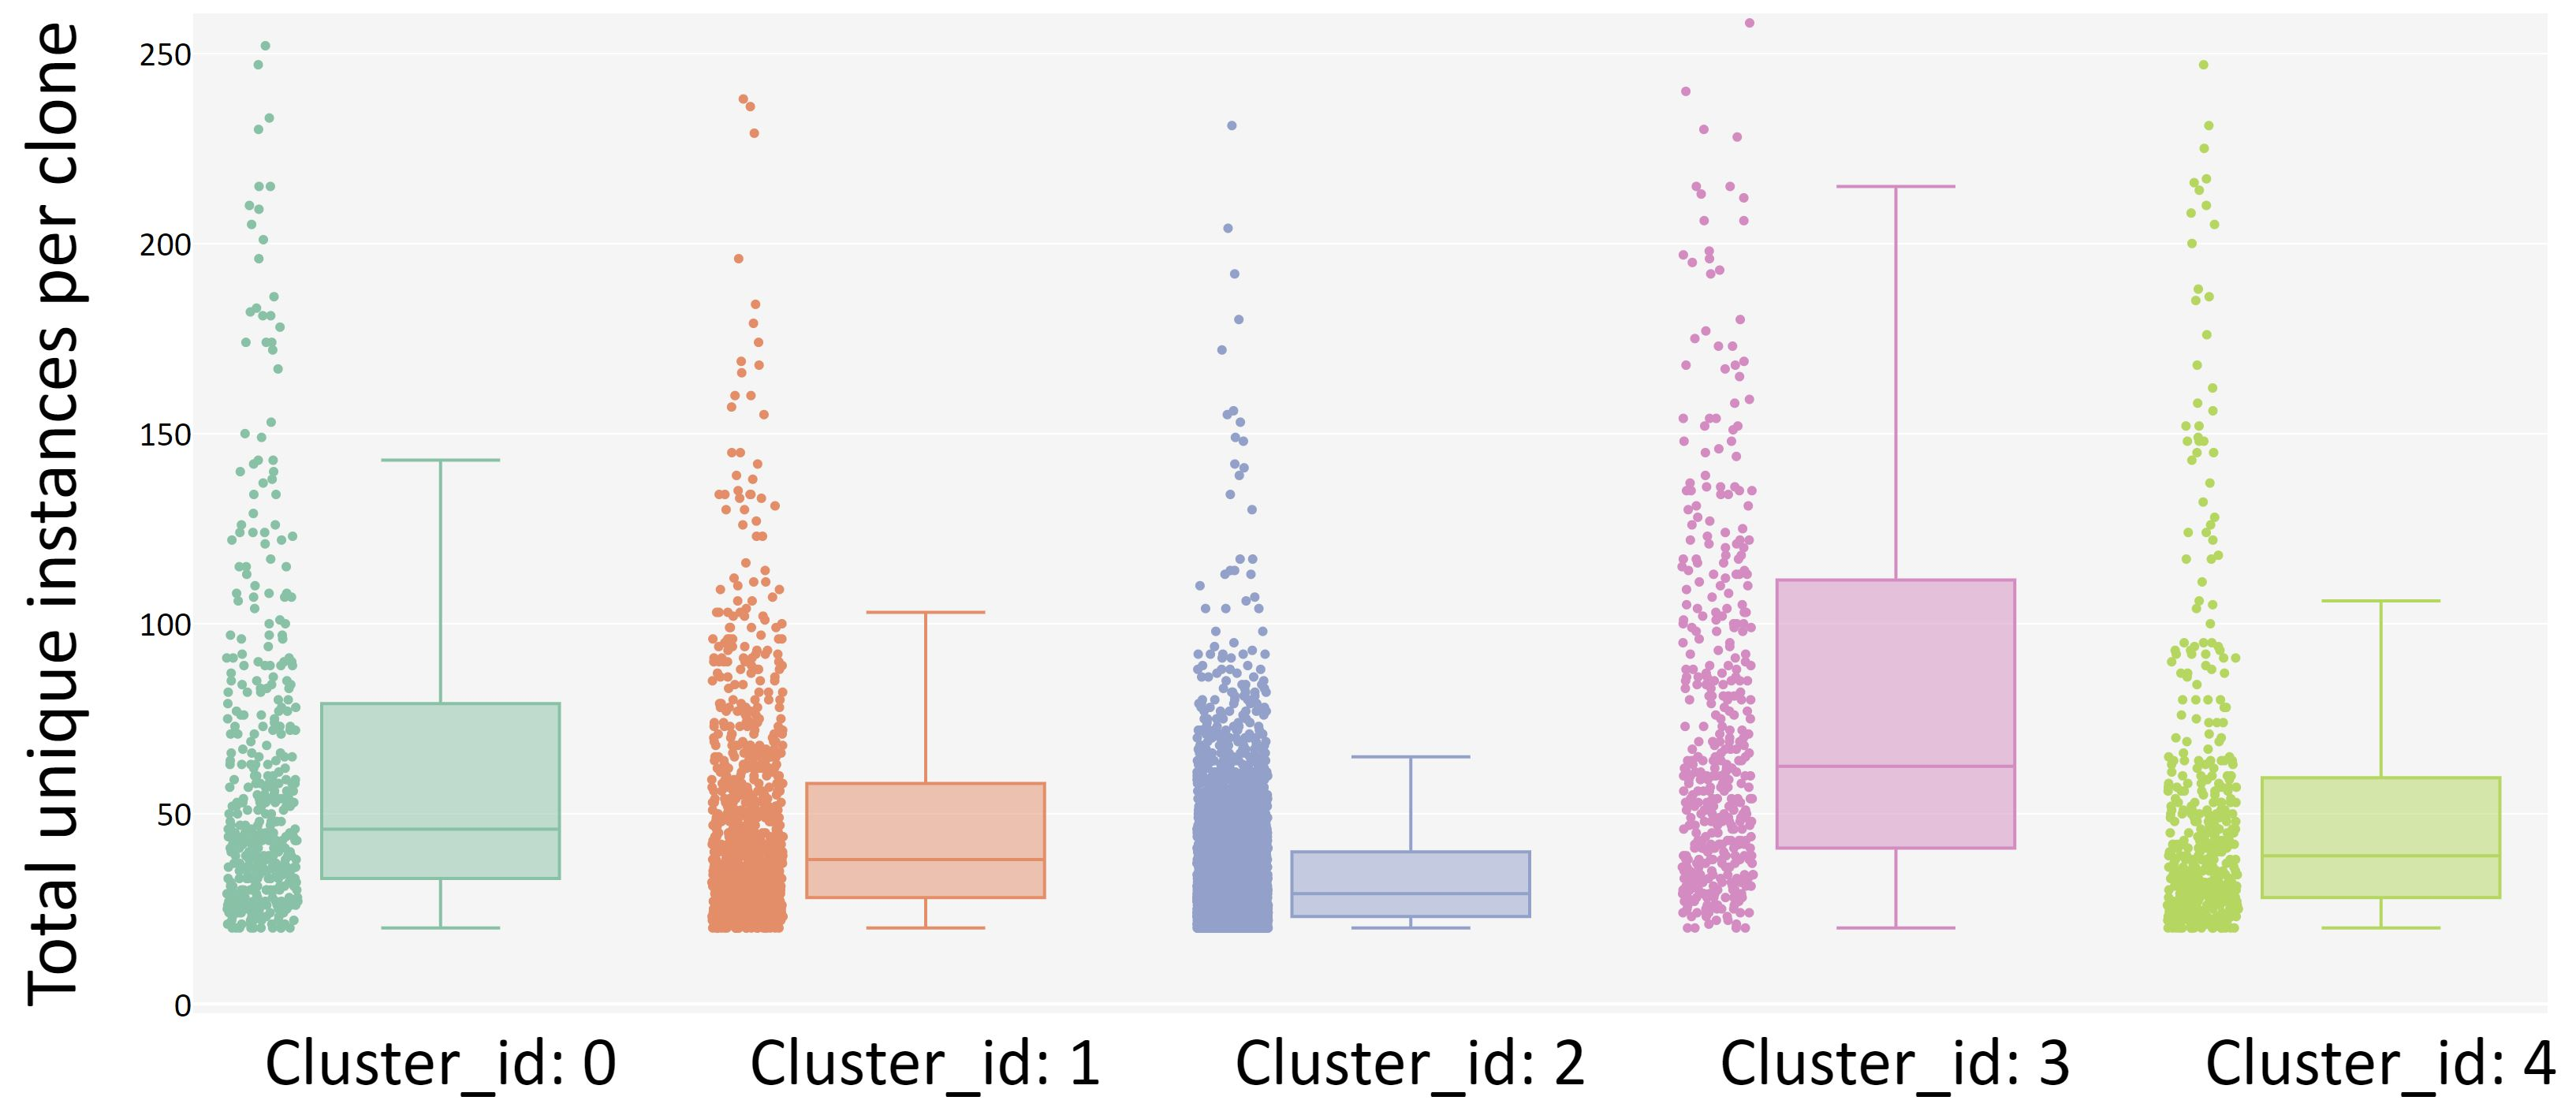 Total unique instances per clone
250
200
150
100
50
0
Cluster_id: 0
Cluster_id: 1
Cluster_id: 2
Cluster_id: 3
Cluster_id: 4